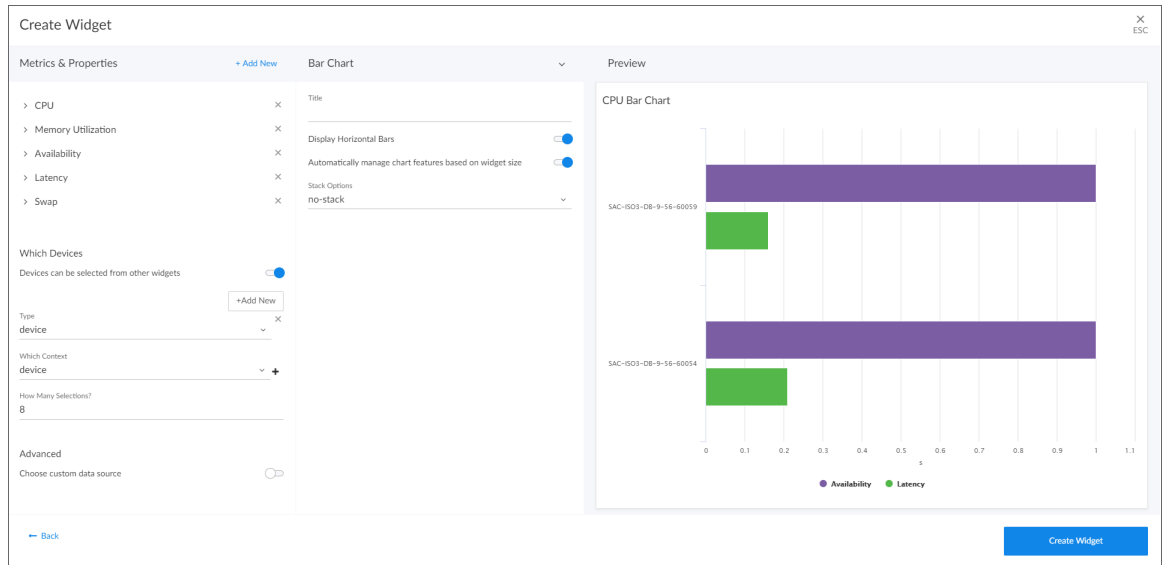 Create Widget
×
ESC
Metrics & Properties
+ Add New
Bar Chart
Preview
CPU
Memory Utilization
Availability
Latency
Swap
Which Devices
Devices can be selected from other widgets
+Add New
Type
device
Which Context
device
+
How Many Selections?
8
Advanced
Choose custom data source
Title
Display Horizontal Bars
Automatically manage chart features based on widget size
Stack Options
no-stack
CPU Bar Chart
SAC-ISO3-DB-9-56-60059
SAC-ISO3-DB-9-56-60054
0 0.1 0.2 0.3 0.4 0.5 0.6 0.7 0.8 0.9 1 1.1
s
Availability Latency
← Back
Create Widget